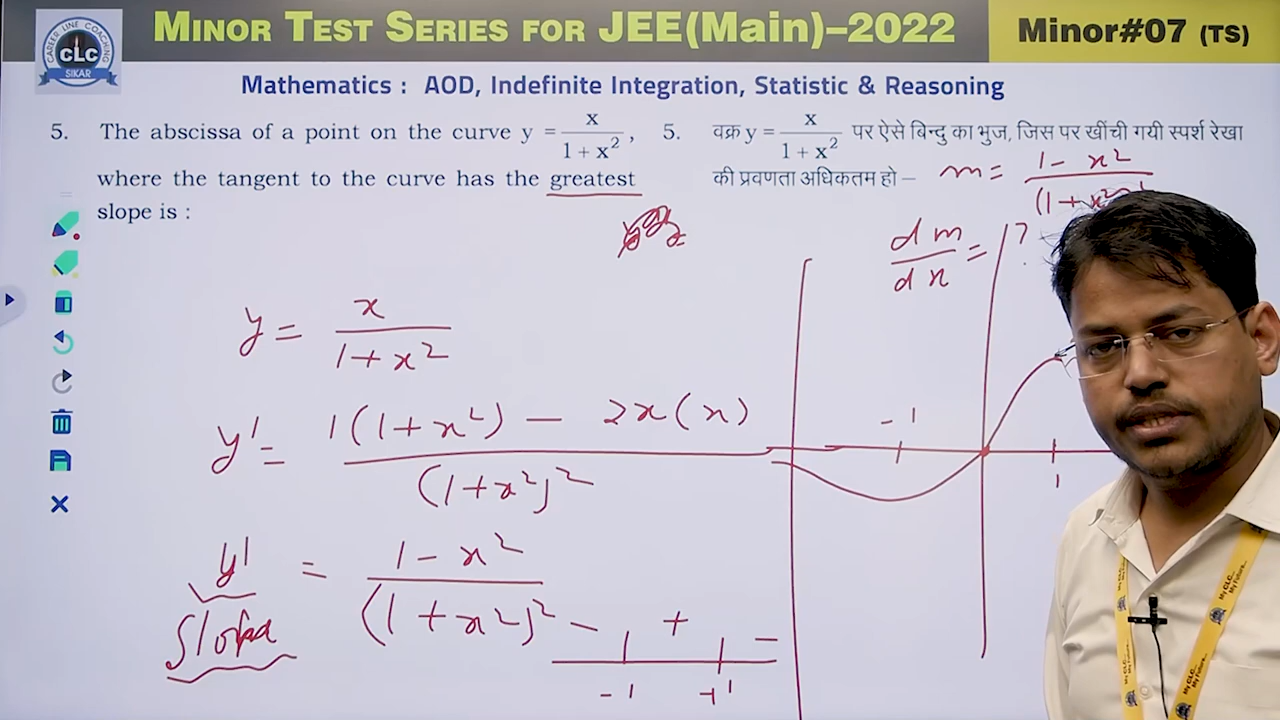 MINOR TEST SERIES FOR JEE(Main)–2022
Minor#07 (TS)
CAREER LINE COACHING
CLC
SIKAR
Mathematics : AOD, Indefinite Integration, Statistic & Reasoning
5. The abscissa of a point on the curve y = x/(1 + x²),
where the tangent to the curve has the greatest
slope is :
5. वक्र y = x/(1 + x²) पर ऐसे बिन्दु का भुज, जिस पर खींची गयी स्पर्श रेखा
की प्रवणता अधिकतम हो –
m = (1 - x²)/(1 + x²)
dm/dx = ?
y = x/(1 + x²)
y' = (1(1+x²) - 2x(x))/(1+x²)²
-1
1
y' = (1 - x²)/(1 + x²)²
Slope
- + -
-1 +1
My CLC...
My Future...